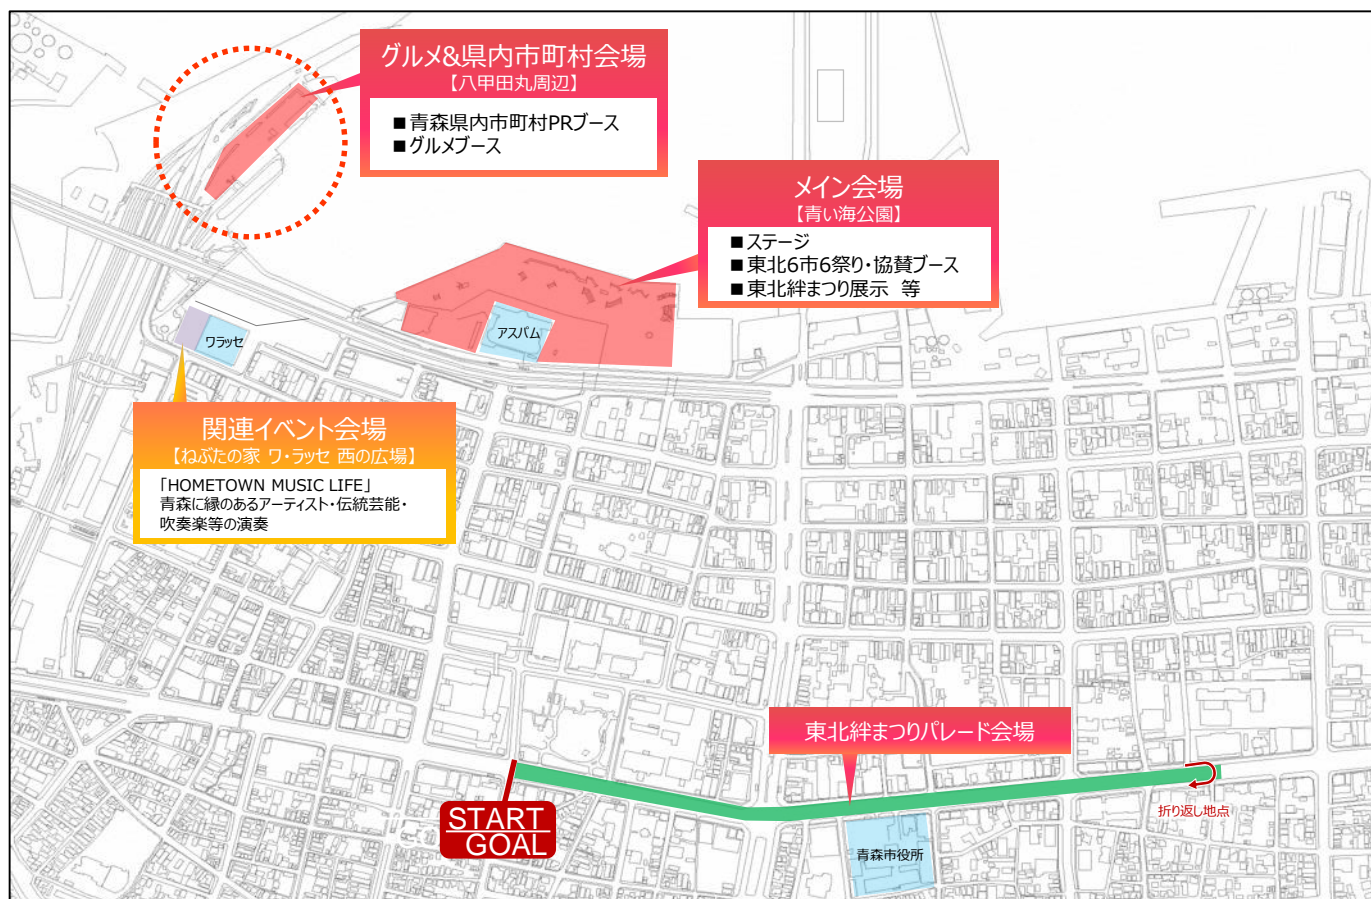 グルメ&県内市町村会場
【八甲田丸周辺】
■青森県内市町村PRブース
■グルメブース
メイン会場
【青い海公園】
■ステージ
■東北6市6祭り・協賛ブース
■東北絆まつり展示 等
アスパム
ワラッセ
関連イベント会場
【ねぶたの家 ワ・ラッセ 西の広場】
「HOMETOWN MUSIC LIFE」
青森に縁のあるアーティスト・伝統芸能・
吹奏楽等の演奏
東北絆まつりパレード会場
START
GOAL
折り返し地点
青森市役所